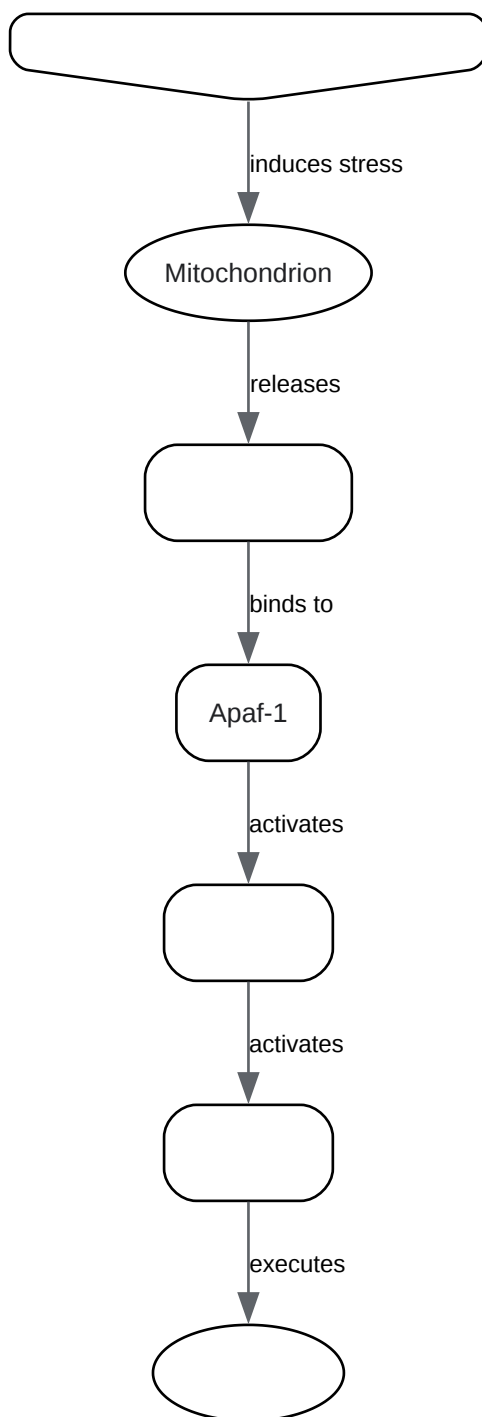 induces stress
Mitochondrion
releases
binds to
Apaf-1
activates
activates
executes